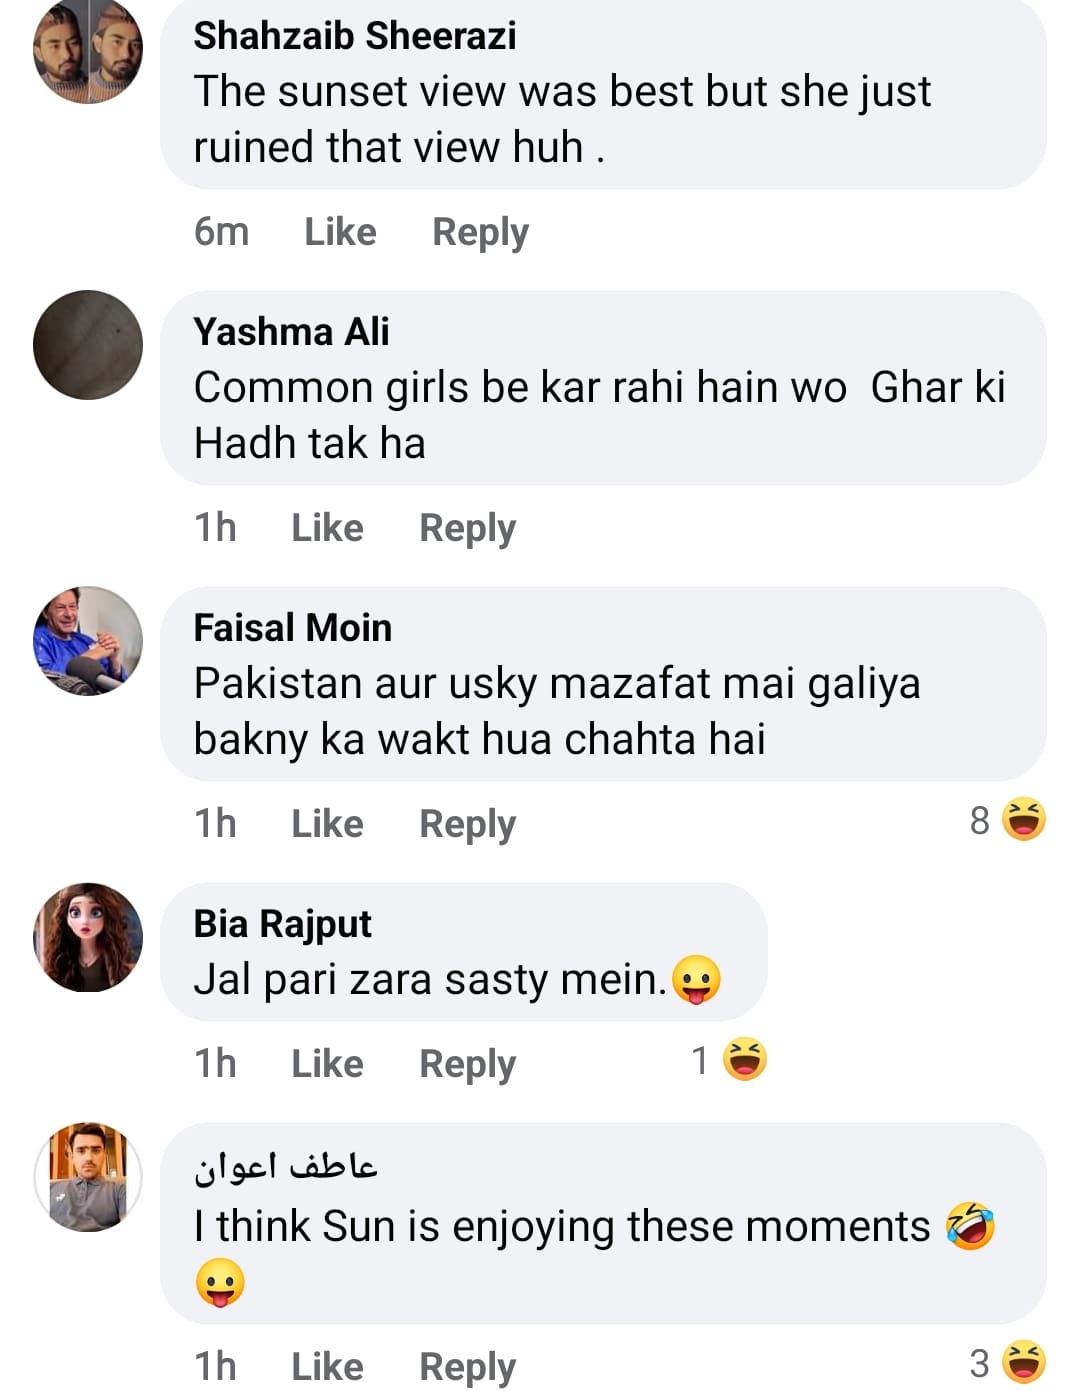 Shahzaib Sheerazi
The sunset view was best but she just
ruined that view huh .
6m Like Reply
Yashma Ali
Common girls be kar rahi hain wo  Ghar ki
Hadh tak ha
1h Like Reply
Faisal Moin
Pakistan aur usky mazafat mai galiya
bakny ka wakt hua chahta hai
1h Like Reply 8 😆
Bia Rajput
Jal pari zara sasty mein.😛
1h Like Reply 1 😆
عاطف اعوان
I think Sun is enjoying these moments 🤣
😛
1h Like Reply 3 😆